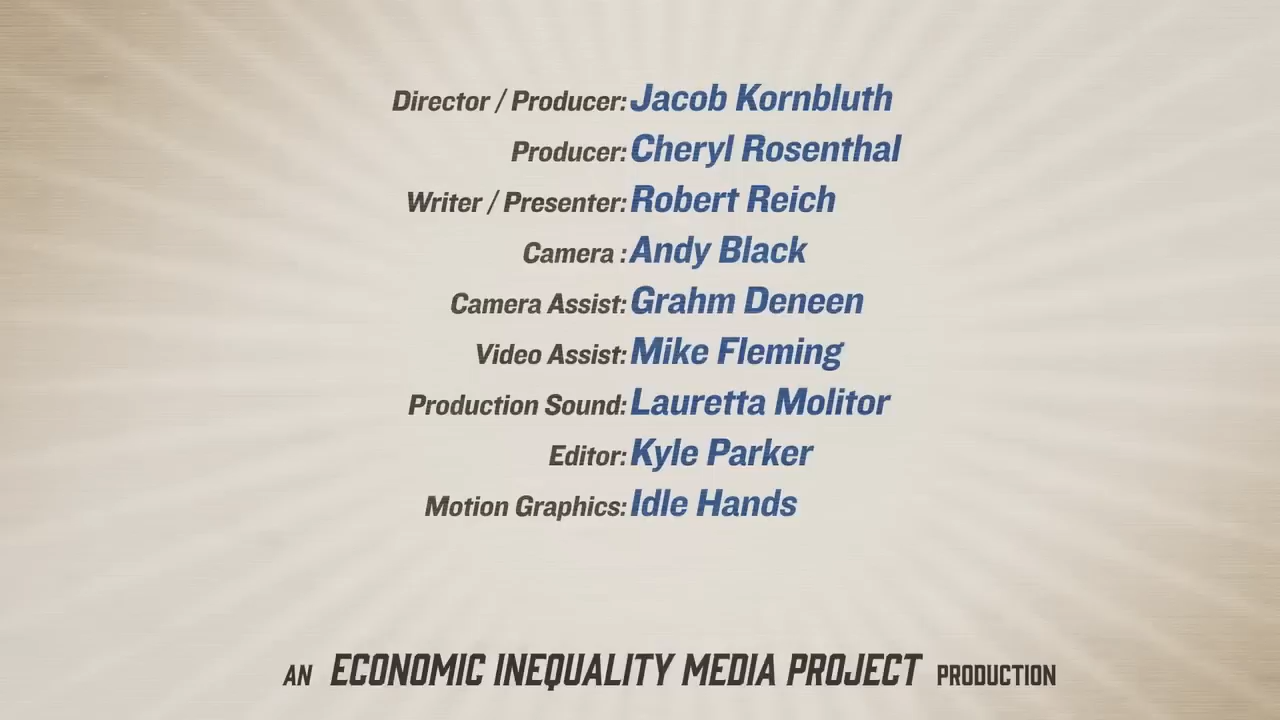 Director / Producer: Jacob Kornbluth
Producer: Cheryl Rosenthal
Writer / Presenter: Robert Reich
Camera : Andy Black
Camera Assist: Grahm Deneen
Video Assist: Mike Fleming
Production Sound: Lauretta Molitor
Editor: Kyle Parker
Motion Graphics: Idle Hands
AN ECONOMIC INEQUALITY MEDIA PROJECT PRODUCTION